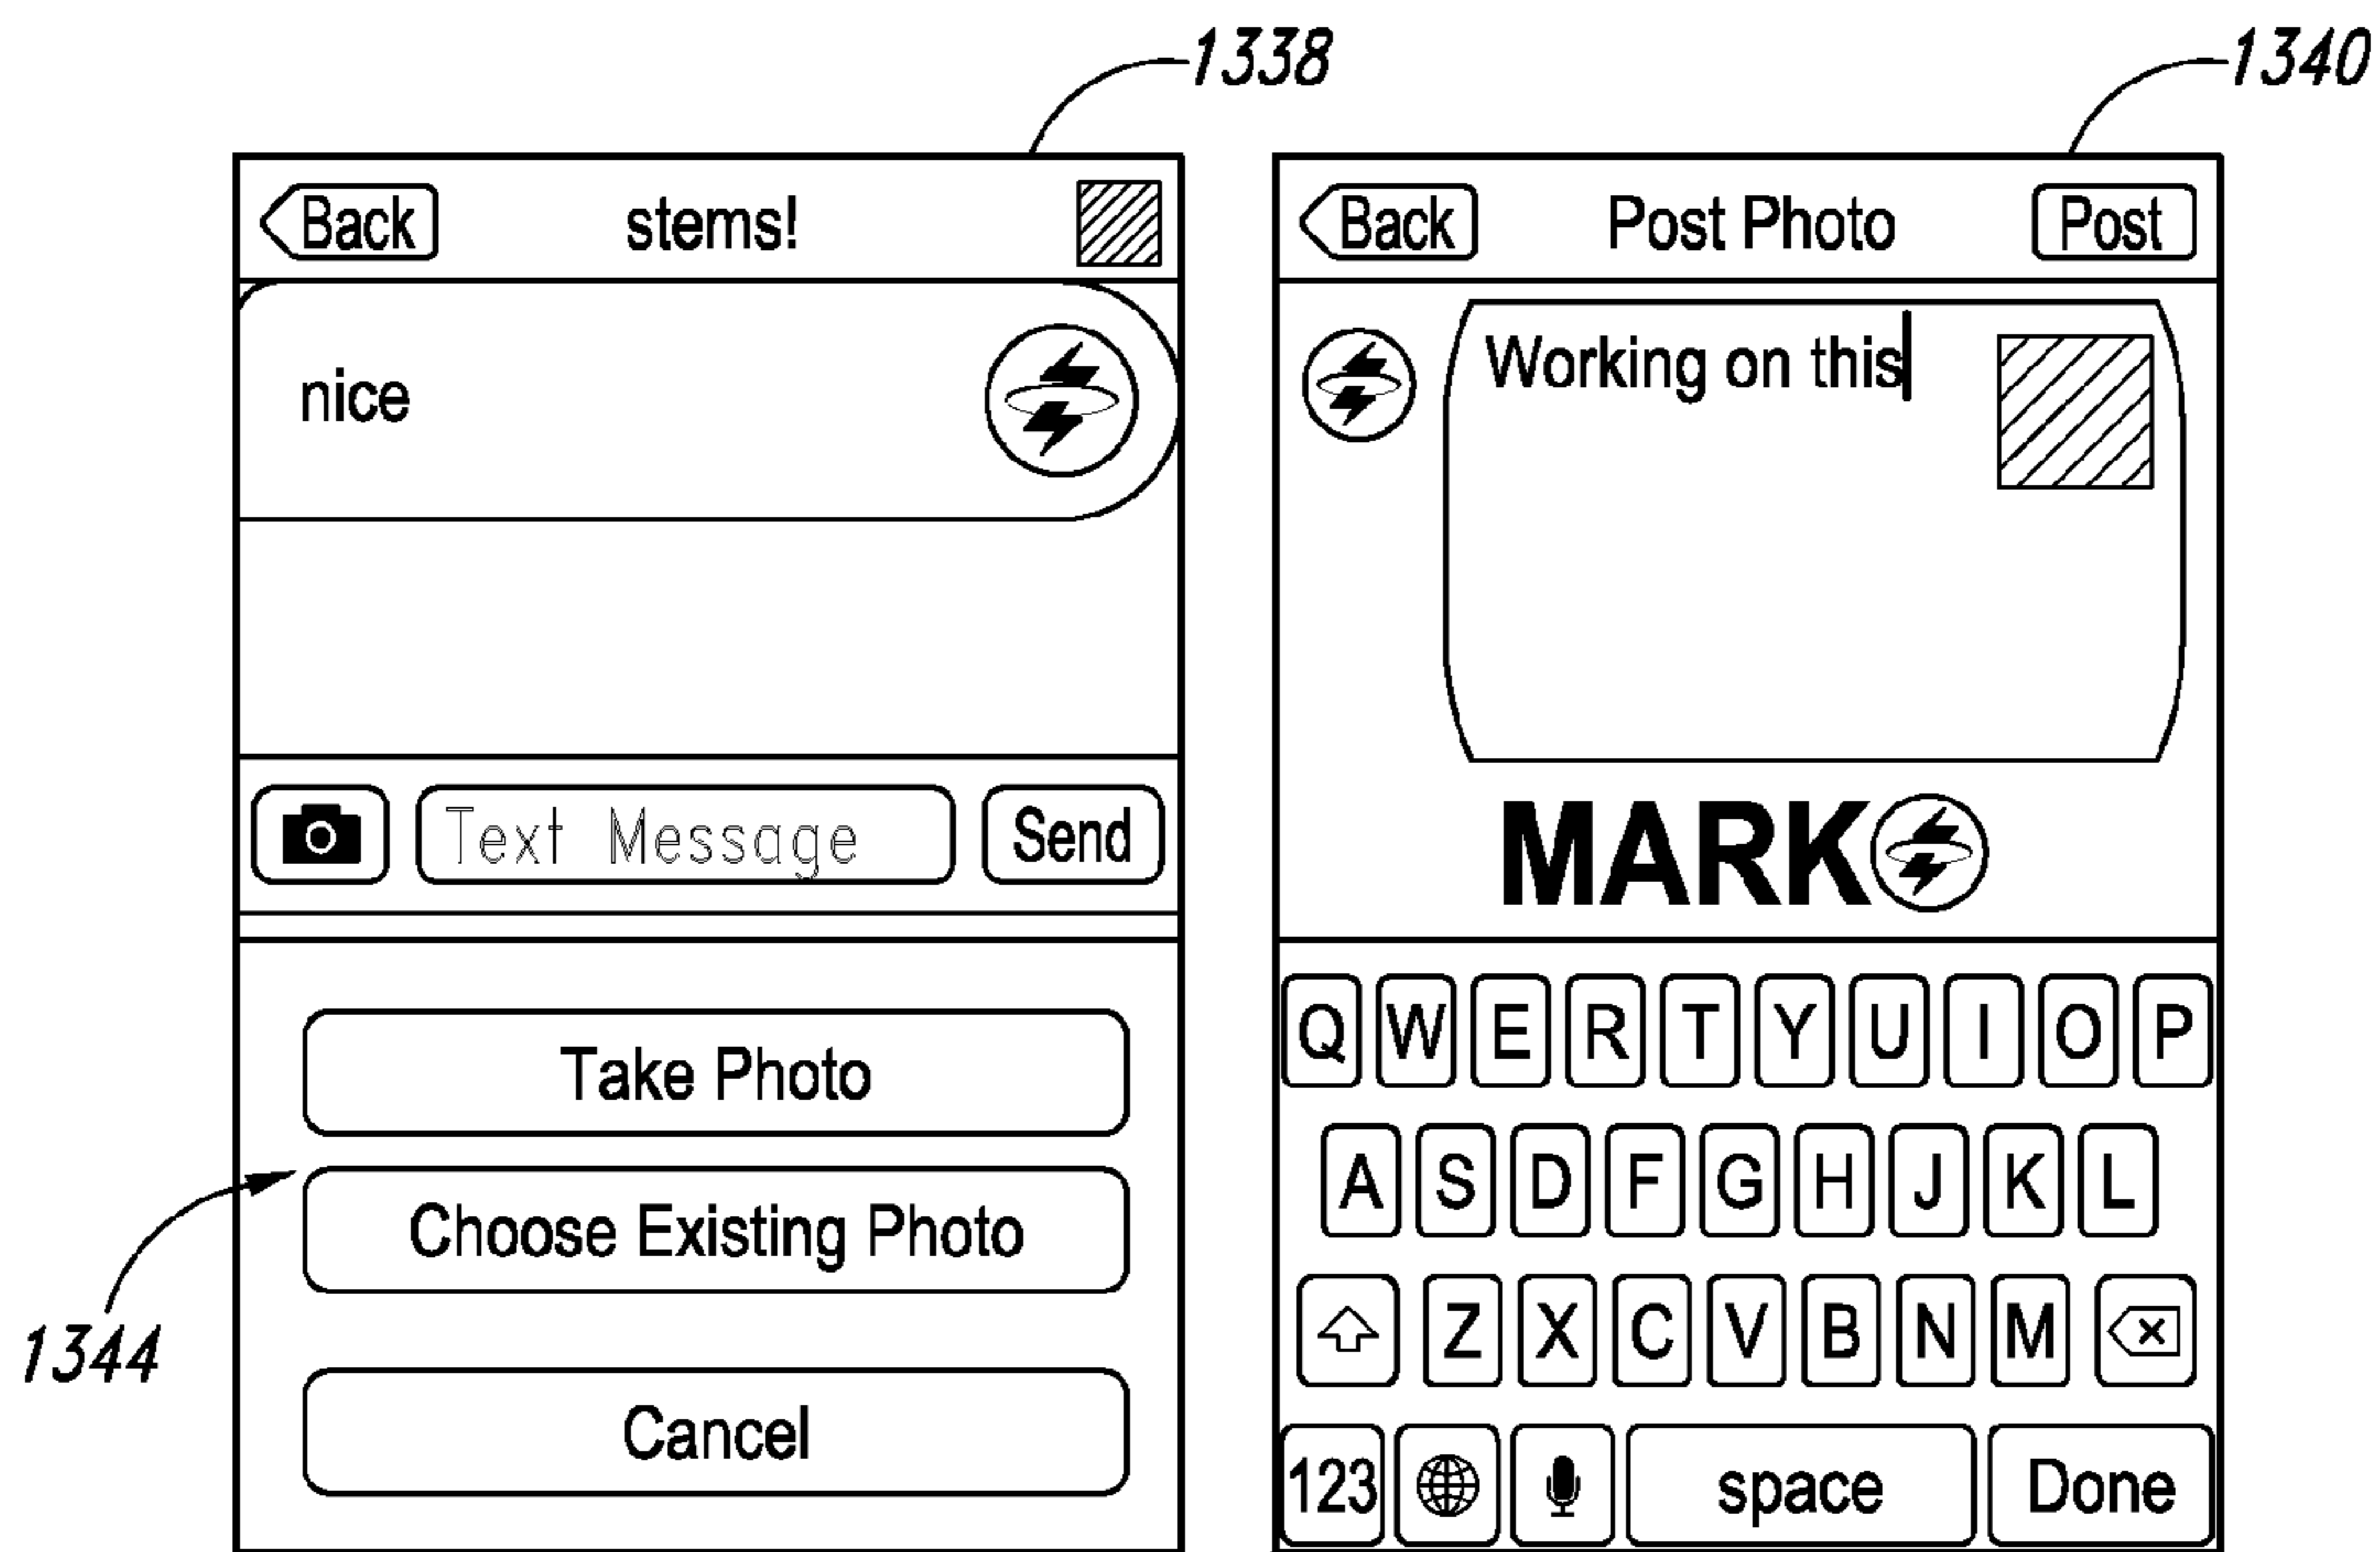 1338
Back stems!
nice
Text Message Send
Take Photo
Choose Existing Photo
Cancel
1344
1340
Back Post Photo Post
Working on this
MARK
Q W E R T Y U I O P
A S D F G H J K L
Z X C V B N M
123 space Done